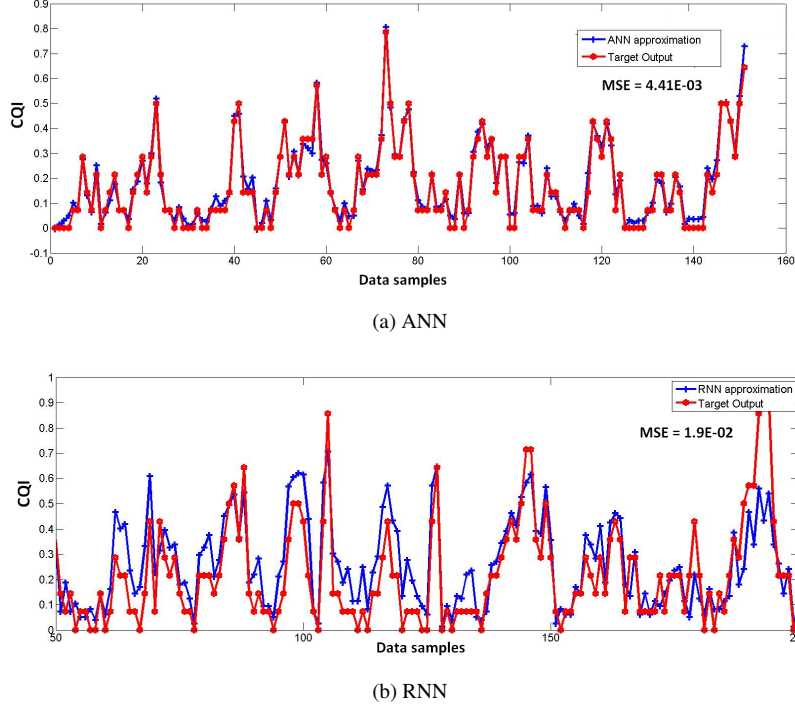 0.9
0.8
0.7
0.6
0.5
0.4
0.3
0.2
0.1
0
-0.1
CQI
ANN approximation
Target Output
MSE = 4.41E-03
0 20 40 60 80 100 120 140 160
Data samples
(a) ANN
1
0.9
0.8
0.7
0.6
0.5
0.4
0.3
0.2
0.1
0
CQI
RNN approximation
Target Output
MSE = 1.9E-02
50 100 150
Data samples
(b) RNN